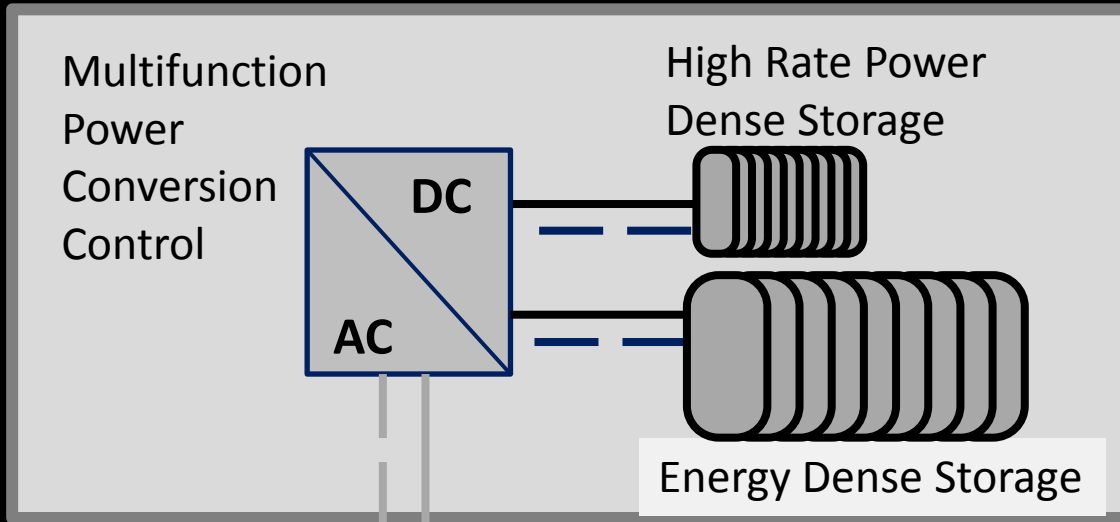 Multifunction
Power
Conversion
Control
High Rate Power
Dense Storage
DC
AC
Energy Dense Storage